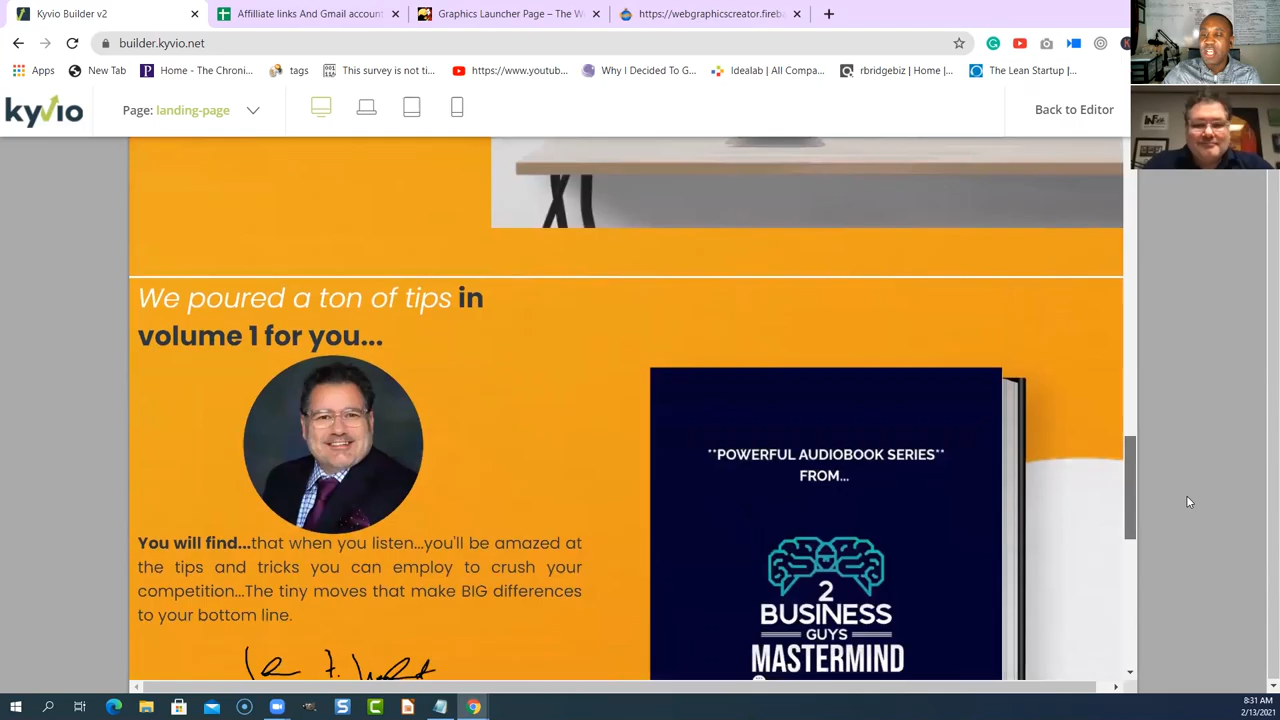 Kyvio Builder v2
Affilliate links And Gmail accoun
Graphics Launcher Page - The W
https://webgraphicscreator.fireb
builder.kyvio.net
Apps
New Tab
Home - The Chroni...
tags
This survey is not ti...
https://www.youtub...
Why I Decided To G...
Idealab | All Compa...
rbridgebiz | Home |...
The Lean Startup |...
kyvio
Page: landing-page
Back to Editor
We poured a ton of tips in
volume 1 for you...
You will find...that when you listen...you'll be amazed at
the tips and tricks you can employ to crush your
competition...The tiny moves that make BIG differences
to your bottom line.
**POWERFUL AUDIOBOOK SERIES**
FROM...
2
BUSINESS
GUYS
MASTERMIND
8:31 AM
2/13/2021